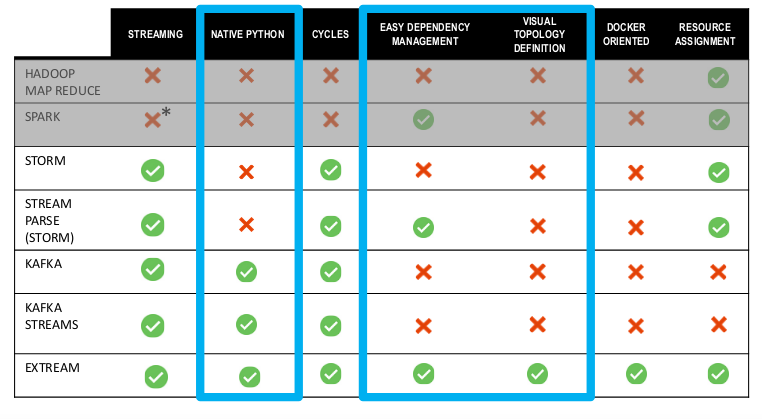 STREAMING NATIVE PYTHON CYCLES EASY DEPENDENCY MANAGEMENT VISUAL TOPOLOGY DEFINITION DOCKER ORIENTED RESOURCE ASSIGNMENT
HADOOP
MAP REDUCE
SPARK *
STORM
STREAM
PARSE
(STORM)
KAFKA
KAFKA
STREAMS
EXTREAM